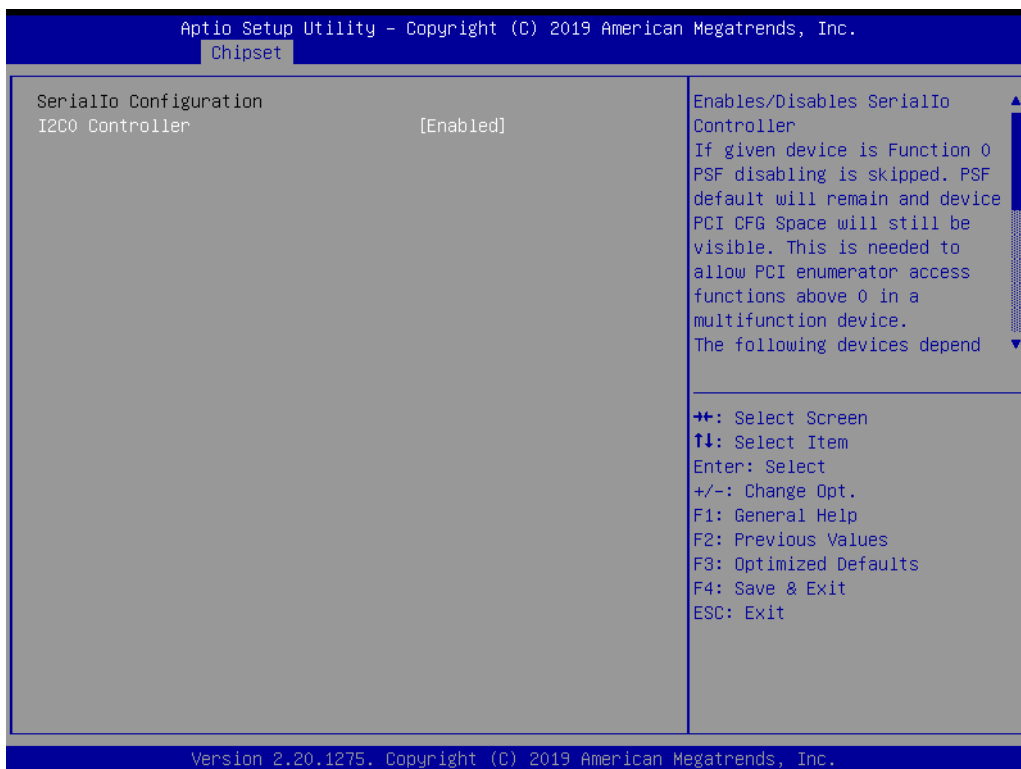 Aptio Setup Utility – Copyright (C) 2019 American Megatrends, Inc.
Chipset
SerialIo Configuration
I2C0 Controller [Enabled]
Enables/Disables SerialIo
Controller
If given device is Function 0
PSF disabling is skipped. PSF
default will remain and device
PCI CFG Space will still be
visible. This is needed to
allow PCI enumerator access
functions above 0 in a
multifunction device.
The following devices depend
→←: Select Screen
↑↓: Select Item
Enter: Select
+/-: Change Opt.
F1: General Help
F2: Previous Values
F3: Optimized Defaults
F4: Save & Exit
ESC: Exit
Version 2.20.1275. Copyright (C) 2019 American Megatrends, Inc.